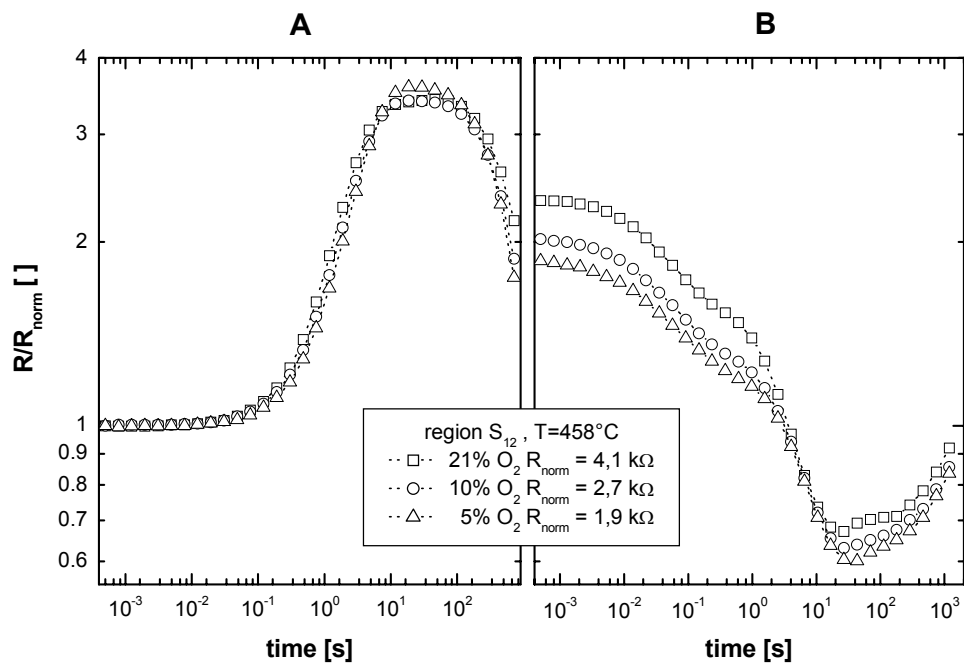 A
B
4
3
2
1
0.9
0.8
0.7
0.6
R/R_norm [ ]
region S_12 , T=458°C
21% O_2 R_norm = 4,1 kΩ
10% O_2 R_norm = 2,7 kΩ
5% O_2 R_norm = 1,9 kΩ
10^-3 10^-2 10^-1 10^0 10^1 10^2
10^-3 10^-2 10^-1 10^0 10^1 10^2 10^3
time [s]
time [s]